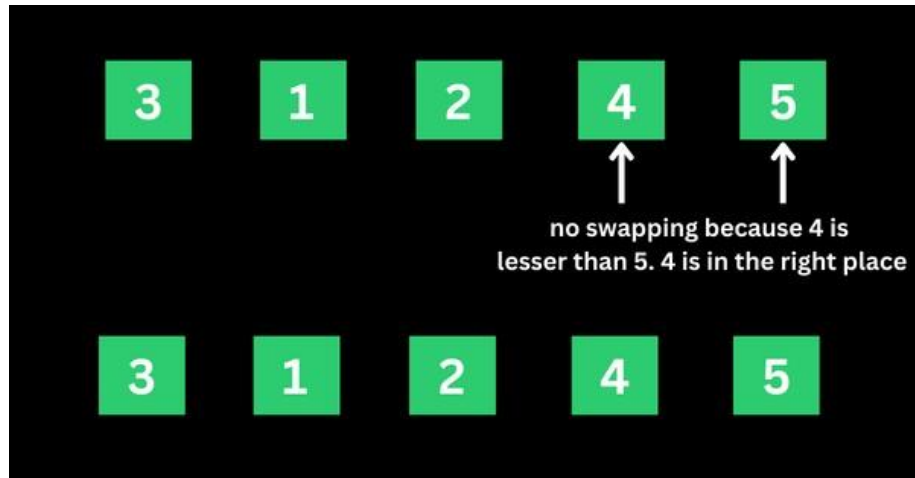 3 1 2 4 5
no swapping because 4 is
lesser than 5. 4 is in the right place
3 1 2 4 5